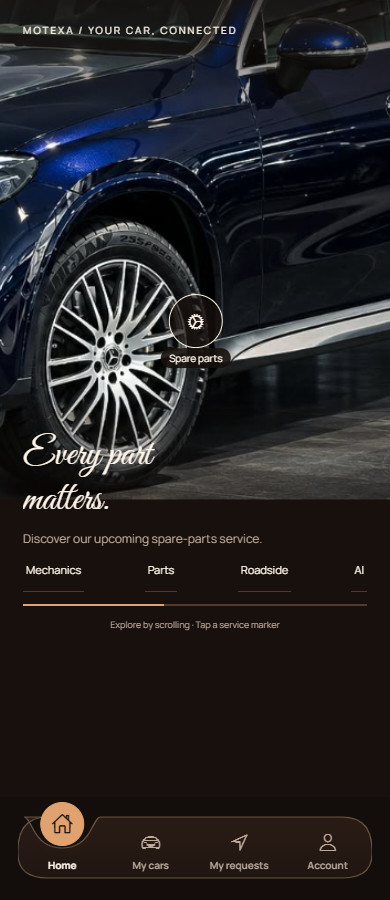 MOTEXA / YOUR CAR, CONNECTED
Spare parts
Every part
matters.
Discover our upcoming spare-parts service.
Mechanics Parts Roadside AI
Explore by scrolling · Tap a service marker
Home My cars My requests Account